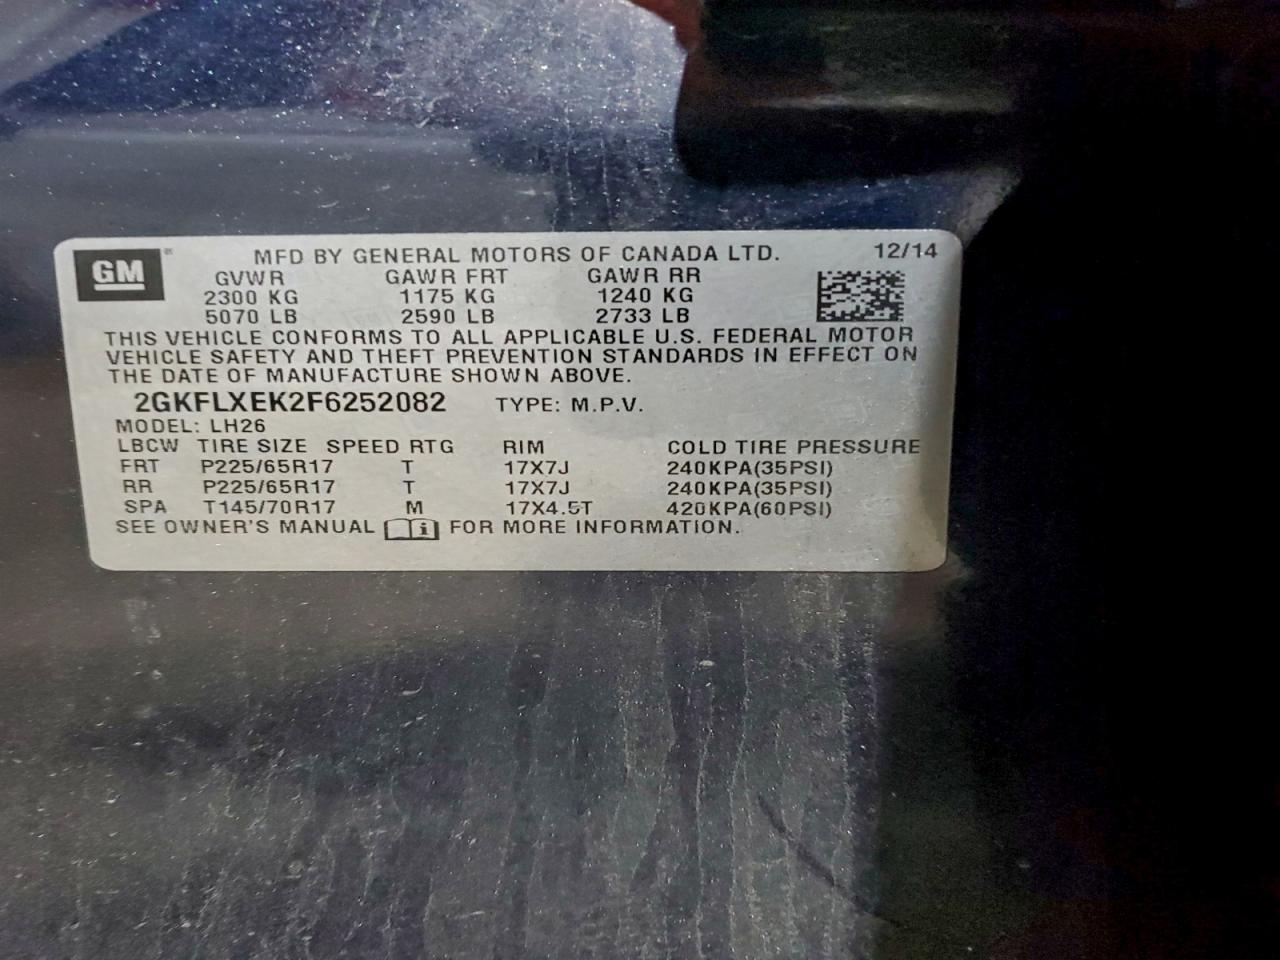 GM MFD BY GENERAL MOTORS OF CANADA LTD. 12/14
GVWR GAWR FRT GAWR RR
2300 KG 1175 KG 1240 KG
5070 LB 2590 LB 2733 LB
THIS VEHICLE CONFORMS TO ALL APPLICABLE U.S. FEDERAL MOTOR
VEHICLE SAFETY AND THEFT PREVENTION STANDARDS IN EFFECT ON
THE DATE OF MANUFACTURE SHOWN ABOVE.
2GKFLXEK2F6252082 TYPE: M.P.V.
MODEL: LH26
LBCW TIRE SIZE SPEED RTG RIM COLD TIRE PRESSURE
FRT P225/65R17 T 17X7J 240KPA(35PSI)
RR P225/65R17 T 17X7J 240KPA(35PSI)
SPA T145/70R17 M 17X4.5T 420KPA(60PSI)
SEE OWNER'S MANUAL i FOR MORE INFORMATION.